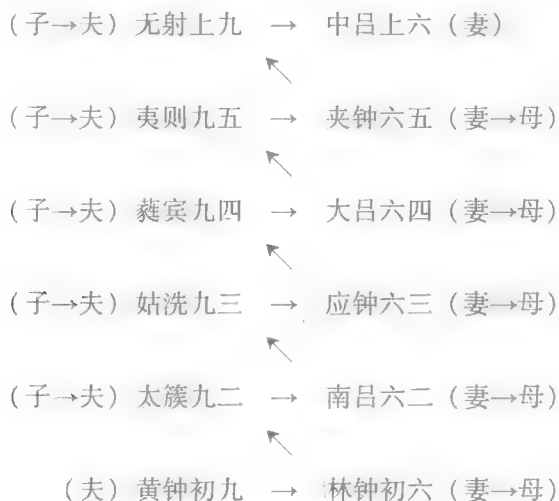 (子→夫) 无射上九 → 中吕上六 (妻)
↖
(子→夫) 夷则九五 → 夹钟六五 (妻→母)
↖
(子→夫) 蕤宾九四 → 大吕六四 (妻→母)
↖
(子→夫) 姑洗九三 → 应钟六三 (妻→母)
↖
(子→夫) 太簇九二 → 南吕六二 (妻→母)
↖
(夫) 黄钟初九 → 林钟初六 (妻→母)